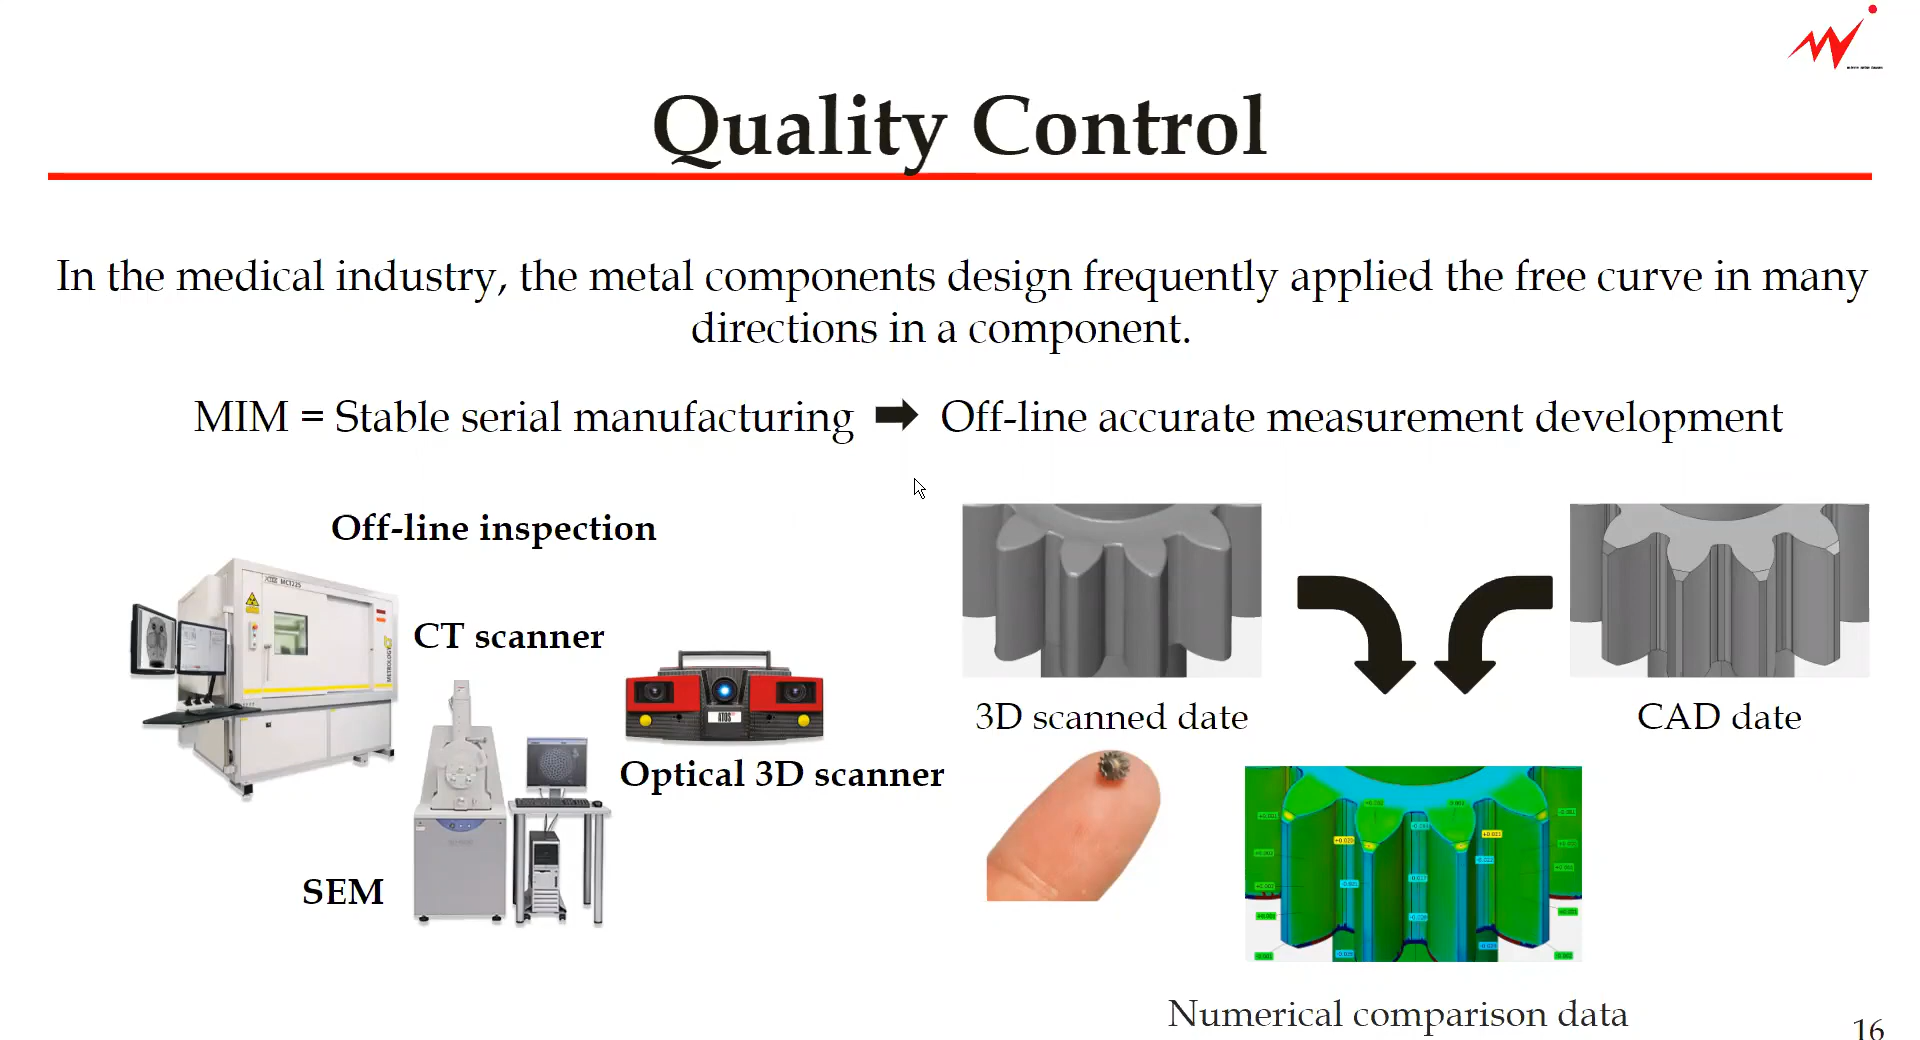 Quality Control
In the medical industry, the metal components design frequently applied the free curve in many
directions in a component.
MIM = Stable serial manufacturing
Off-line accurate measurement development
Off-line inspection
CT scanner
METROLOGY
ATOS
Optical 3D scanner
SEM
3D scanned date
CAD date
Numerical comparison data
16